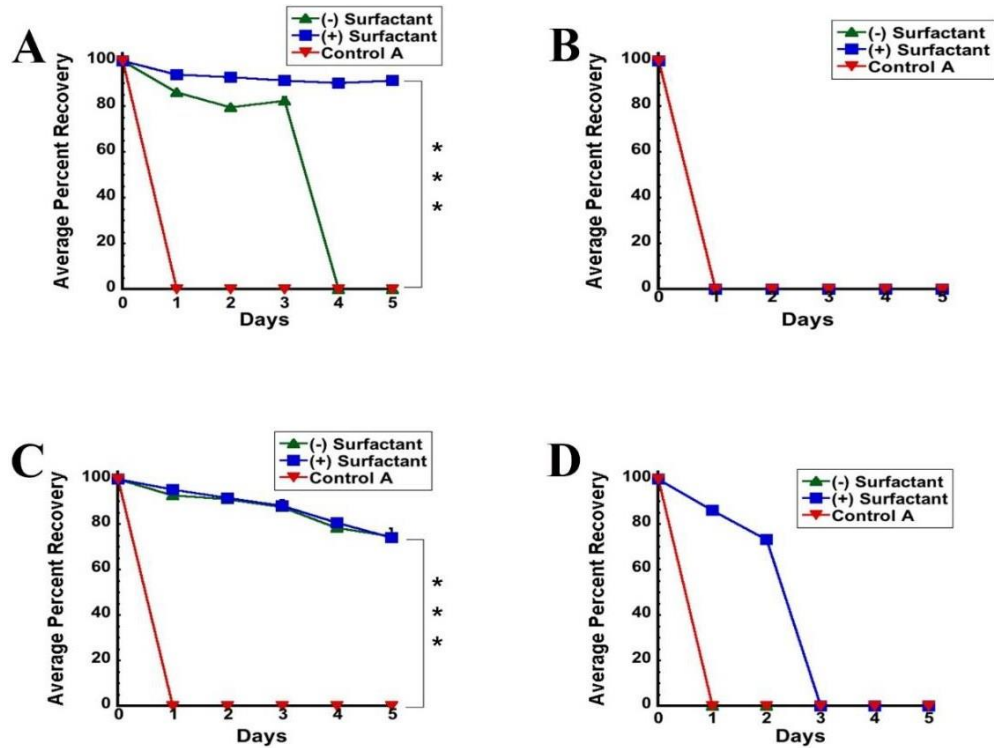 A
(-) Surfactant
(+) Surfactant
Control A
Average Percent Recovery
100
80
60
40
20
0
0 1 2 3 4 5
Days
*
*
*
B
(-) Surfactant
(+) Surfactant
Control A
Average Percent Recovery
100
80
60
40
20
0
0 1 2 3 4 5
Days
C
(-) Surfactant
(+) Surfactant
Control A
Average Percent Recovery
100
80
60
40
20
0
0 1 2 3 4 5
Days
*
*
*
D
(-) Surfactant
(+) Surfactant
Control A
Average Percent Recovery
100
80
60
40
20
0
0 1 2 3 4 5
Days